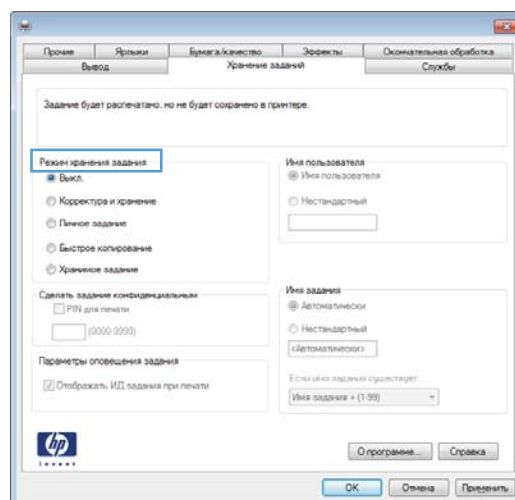 Прочие Ярлыки Бумага/качество Эффекты Окончательная обработка
Вывод Хранение заданий Службы
Задание будет распечатано, но не будет сохранено в принтере.
Режим хранения задания
Выкл.
Корректура и хранение
Личное задание
Быстрое копирование
Хранимое задание
Имя пользователя
Имя пользователя
Нестандартный
Сделать задание конфиденциальным
PIN для печати
(0000-9999)
Имя задания
Автоматически
Нестандартный
<Автоматически>
Параметры оповещения задания
Отображать ИД задания при печати
Если имя задания существует:
Имя задания + (1-99)
hp
invent
О программе... Справка
OK Отмена Применить